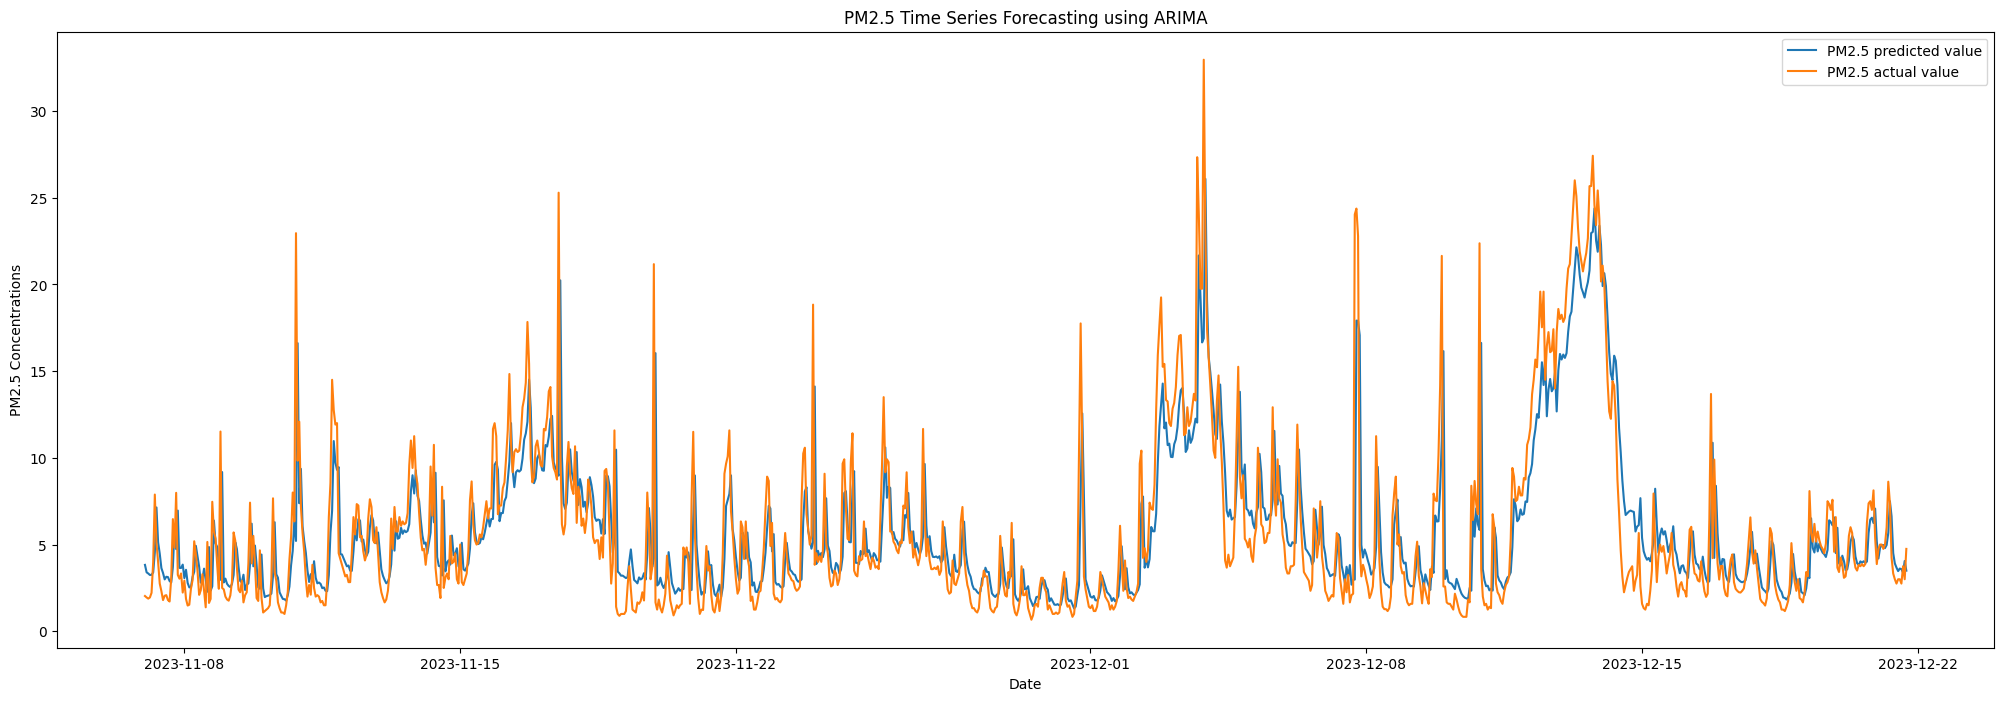 PM2.5 Time Series Forecasting using ARIMA
PM2.5 predicted value
PM2.5 actual value
PM2.5 Concentrations
30
25
20
15
10
5
0
2023-11-08
2023-11-15
2023-11-22
2023-12-01
2023-12-08
2023-12-15
2023-12-22
Date